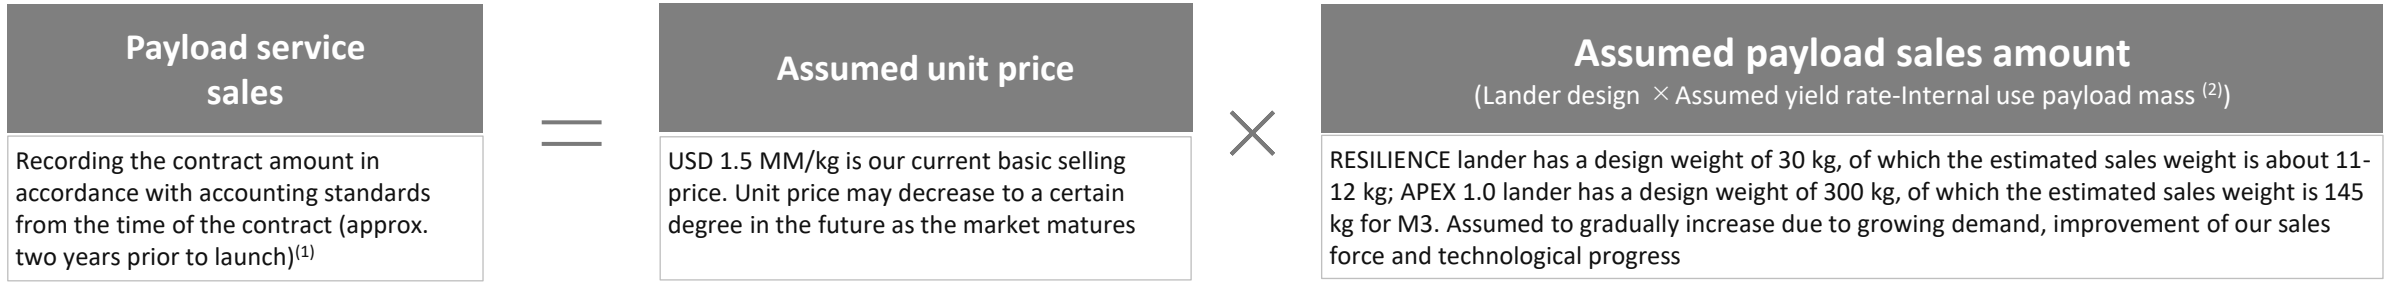 Payload service
sales
Recording the contract amount in
accordance with accounting standards
from the time of the contract (approx.
two years prior to launch)(1)
=
Assumed unit price
USD 1.5 MM/kg is our current basic selling
price. Unit price may decrease to a certain
degree in the future as the market matures
×
Assumed payload sales amount
(Lander design ×Assumed yield rate-Internal use payload mass (2))
RESILIENCE lander has a design weight of 30 kg, of which the estimated sales weight is about 11-
12 kg; APEX 1.0 lander has a design weight of 300 kg, of which the estimated sales weight is 145
kg for M3. Assumed to gradually increase due to growing demand, improvement of our sales
force and technological progress